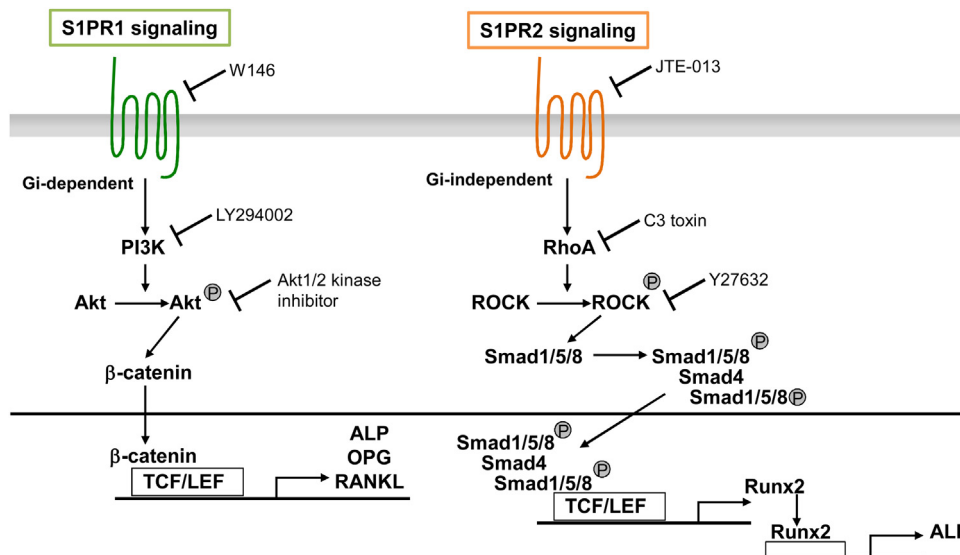 S1PR1 signaling
W146
Gi-dependent
LY294002
PI3K
Akt1/2 kinase
inhibitor
Akt
Akt P
β-catenin
β-catenin
TCF/LEF
ALP
OPG
RANKL
S1PR2 signaling
JTE-013
Gi-independent
C3 toxin
RhoA
Y27632
ROCK
ROCK P
Smad1/5/8
Smad1/5/8 P
Smad4
Smad1/5/8 P
Smad1/5/8 P
Smad4
Smad1/5/8 P
TCF/LEF
Runx2
Runx2